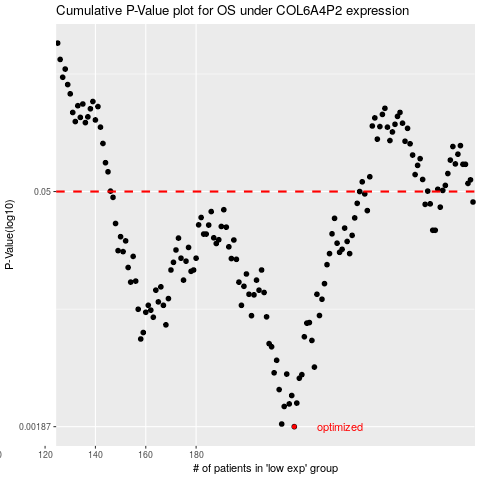 Cumulative P-Value plot for OS under COL6A4P2 expression
P-Value(log10)
0.05
0.00187
optimized
0 120 140 160 180
# of patients in 'low exp' group